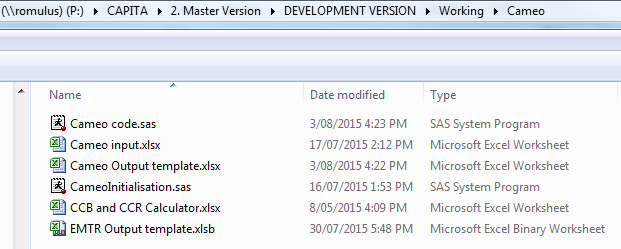 (\\romulus) (P:) ▸ CAPITA ▸ 2. Master Version ▸ DEVELOPMENT VERSION ▸ Working ▸ Cameo
Name Date modified Type
Cameo code.sas 3/08/2015 4:23 PM SAS System Program
Cameo input.xlsx 17/07/2015 2:12 PM Microsoft Excel Worksheet
Cameo Output template.xlsx 3/08/2015 4:22 PM Microsoft Excel Worksheet
CameoInitialisation.sas 16/07/2015 1:53 PM SAS System Program
CCB and CCR Calculator.xlsx 8/05/2015 4:09 PM Microsoft Excel Worksheet
EMTR Output template.xlsb 30/07/2015 5:48 PM Microsoft Excel Binary Worksheet